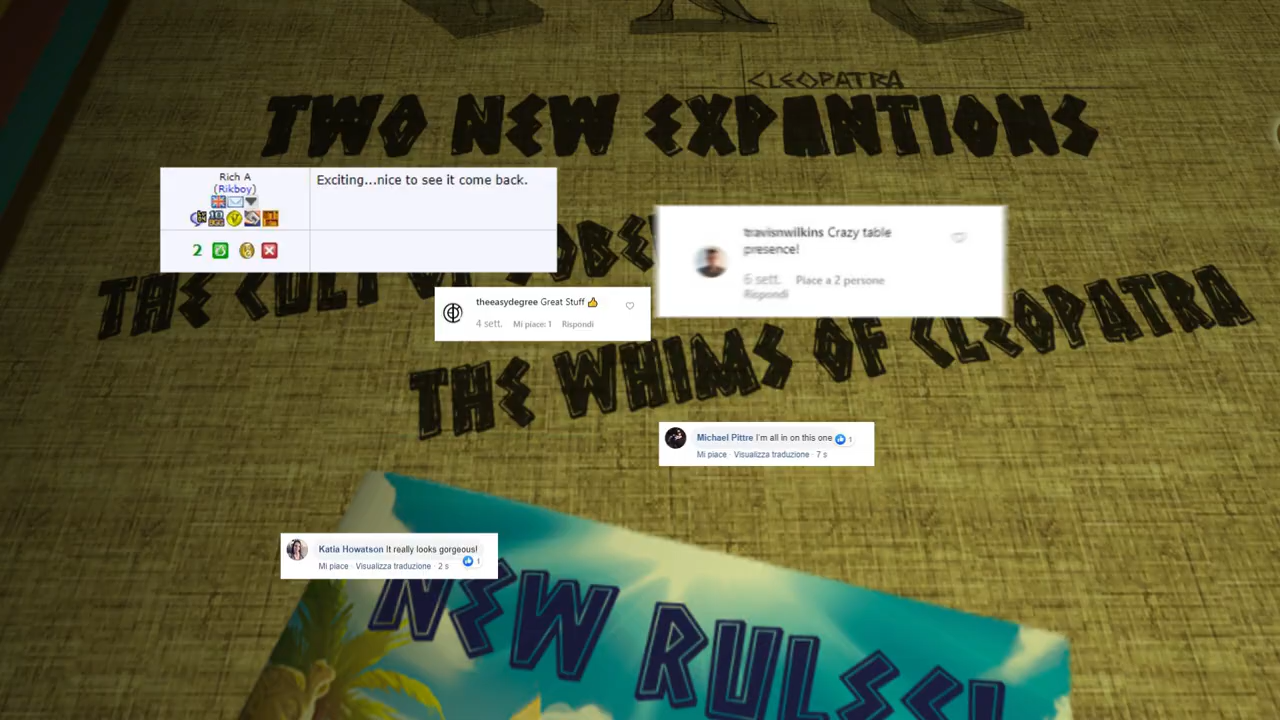 CLEOPATRA
TWO NEW EXPANTIONS
Rich A
(Rikboy)
Exciting...nice to see it come back.
2
travisnwilkins Crazy table
presence!
6 sett. Piace a 2 persone
Rispondi
THE CULT OF
theeasydegree Great Stuff 👍
4 sett. Mi piace: 1 Rispondi
THE WHIMS OF CLEOPATRA
Michael Pittre I'm all in on this one 1
Mi piace · Visualizza traduzione · 7 s
Katia Howatson It really looks gorgeous!
1
Mi piace · Visualizza traduzione · 2 s
NEW RULES!